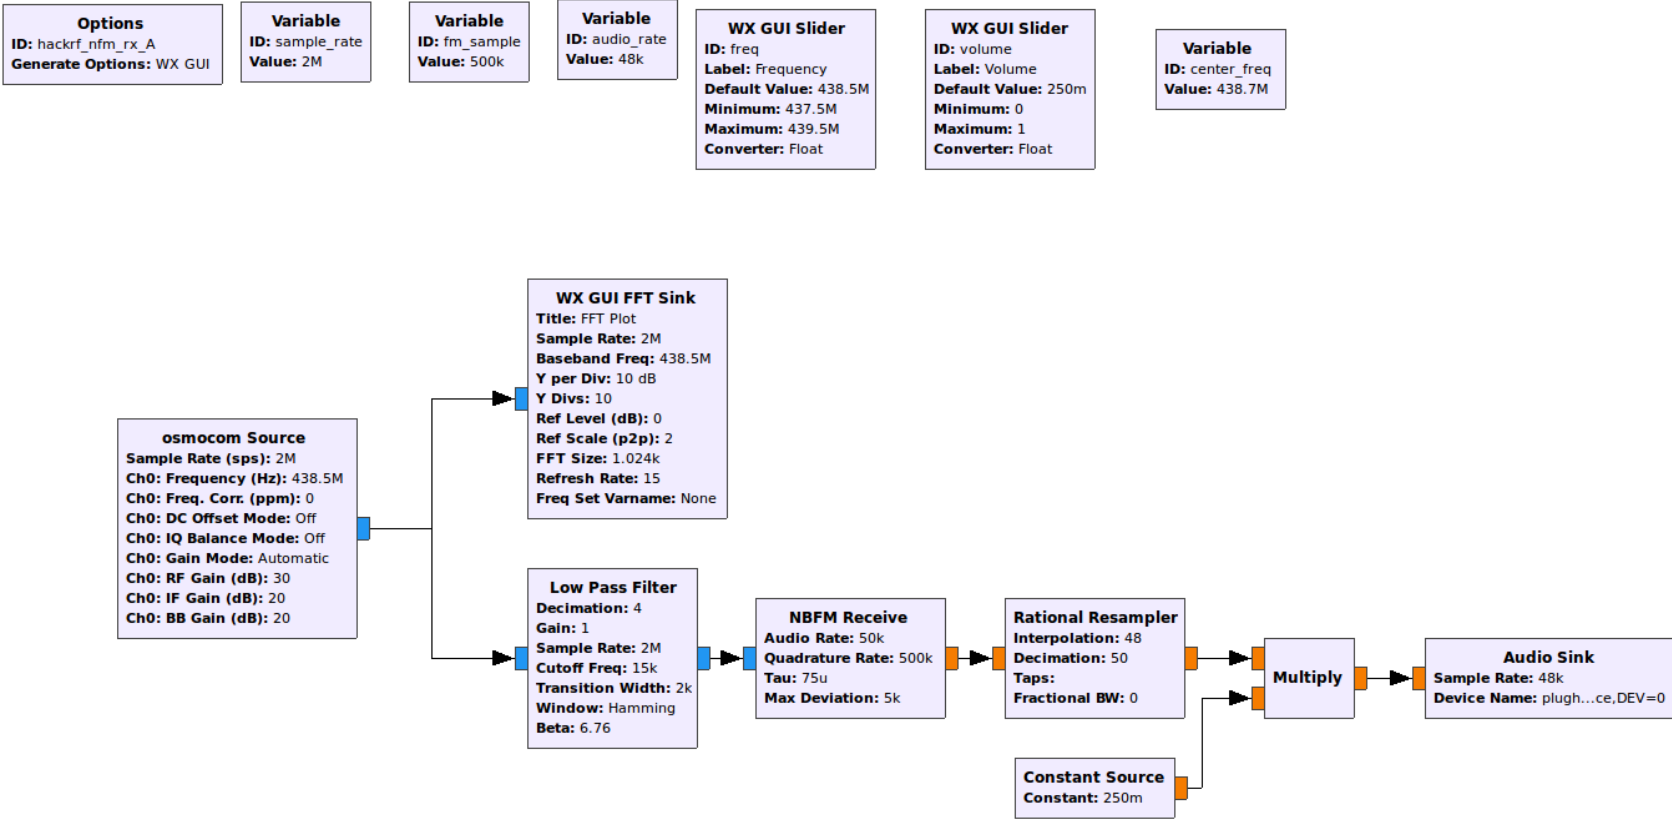 Options
ID: hackrf_nfm_rx_A
Generate Options: WX GUI
Variable
ID: sample_rate
Value: 2M
Variable
ID: fm_sample
Value: 500k
Variable
ID: audio_rate
Value: 48k
WX GUI Slider
ID: freq
Label: Frequency
Default Value: 438.5M
Minimum: 437.5M
Maximum: 439.5M
Converter: Float
WX GUI Slider
ID: volume
Label: Volume
Default Value: 250m
Minimum: 0
Maximum: 1
Converter: Float
Variable
ID: center_freq
Value: 438.7M
WX GUI FFT Sink
Title: FFT Plot
Sample Rate: 2M
Baseband Freq: 438.5M
Y per Div: 10 dB
Y Divs: 10
Ref Level (dB): 0
Ref Scale (p2p): 2
FFT Size: 1.024k
Refresh Rate: 15
Freq Set Varname: None
osmocom Source
Sample Rate (sps): 2M
Ch0: Frequency (Hz): 438.5M
Ch0: Freq. Corr. (ppm): 0
Ch0: DC Offset Mode: Off
Ch0: IQ Balance Mode: Off
Ch0: Gain Mode: Automatic
Ch0: RF Gain (dB): 30
Ch0: IF Gain (dB): 20
Ch0: BB Gain (dB): 20
Low Pass Filter
Decimation: 4
Gain: 1
Sample Rate: 2M
Cutoff Freq: 15k
Transition Width: 2k
Window: Hamming
Beta: 6.76
NBFM Receive
Audio Rate: 50k
Quadrature Rate: 500k
Tau: 75u
Max Deviation: 5k
Rational Resampler
Interpolation: 48
Decimation: 50
Taps:
Fractional BW: 0
Multiply
Audio Sink
Sample Rate: 48k
Device Name: plugh...ce,DEV=0
Constant Source
Constant: 250m